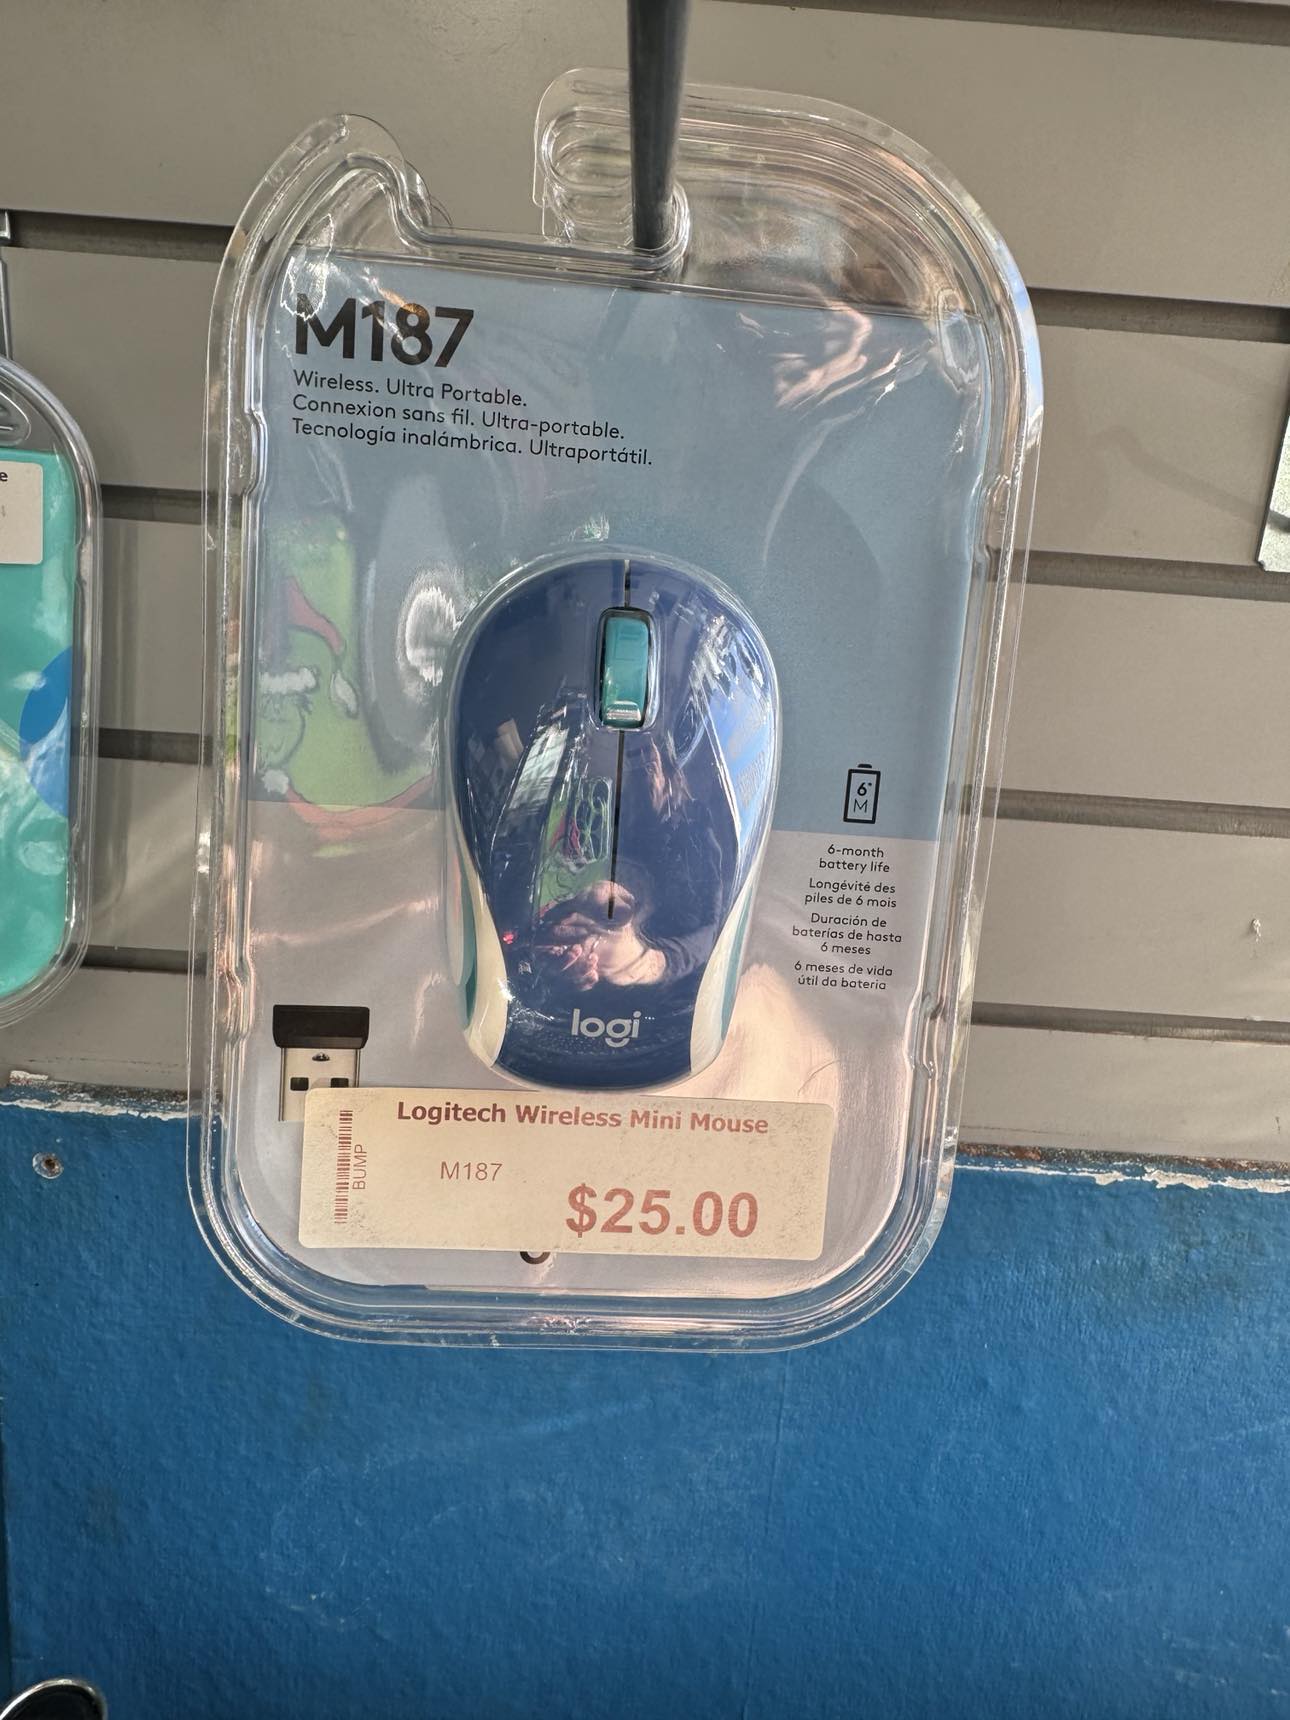 M187
Wireless. Ultra Portable.
Connexion sans fil. Ultra-portable.
Tecnología inalámbrica. Ultraportátil.
6*
M
6-month
battery life
Longévité des
piles de 6 mois
Duración de
baterías de hasta
6 meses
6 meses de vida
útil da bateria
logi
Logitech Wireless Mini Mouse
BUMP
M187
$25.00